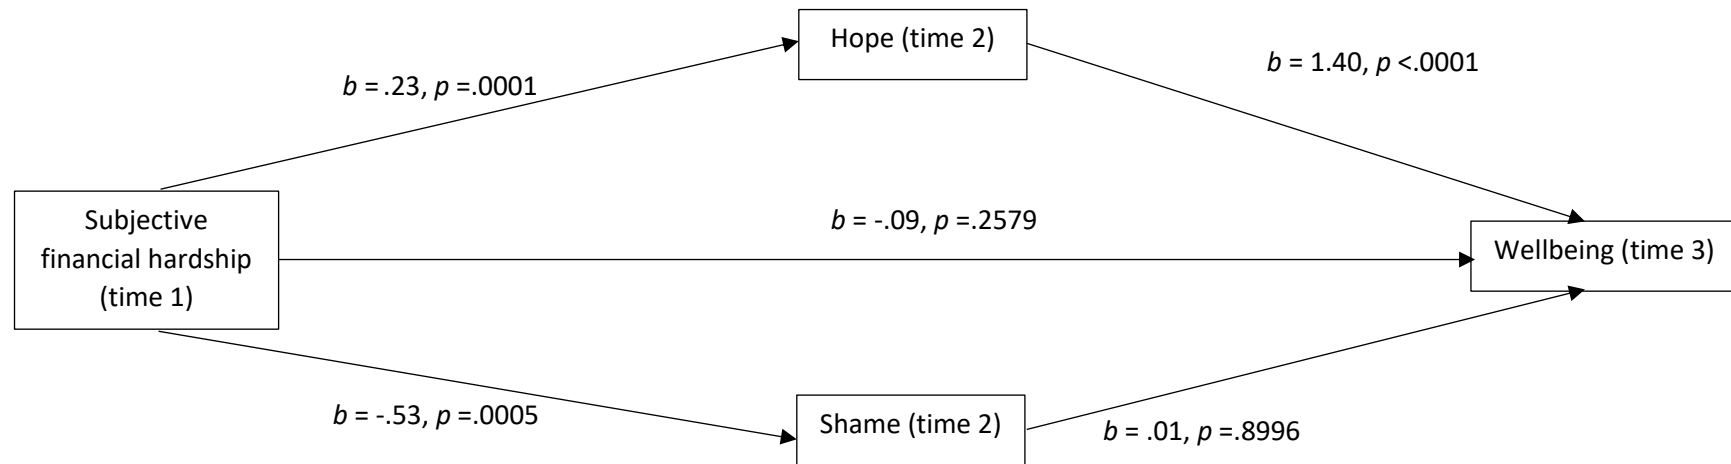 Hope (time 2)
b = .23, p =.0001
b = 1.40, p <.0001
Subjective
financial hardship
(time 1)
b = -.09, p =.2579
Wellbeing (time 3)
b = -.53, p =.0005
Shame (time 2)
b = .01, p =.8996